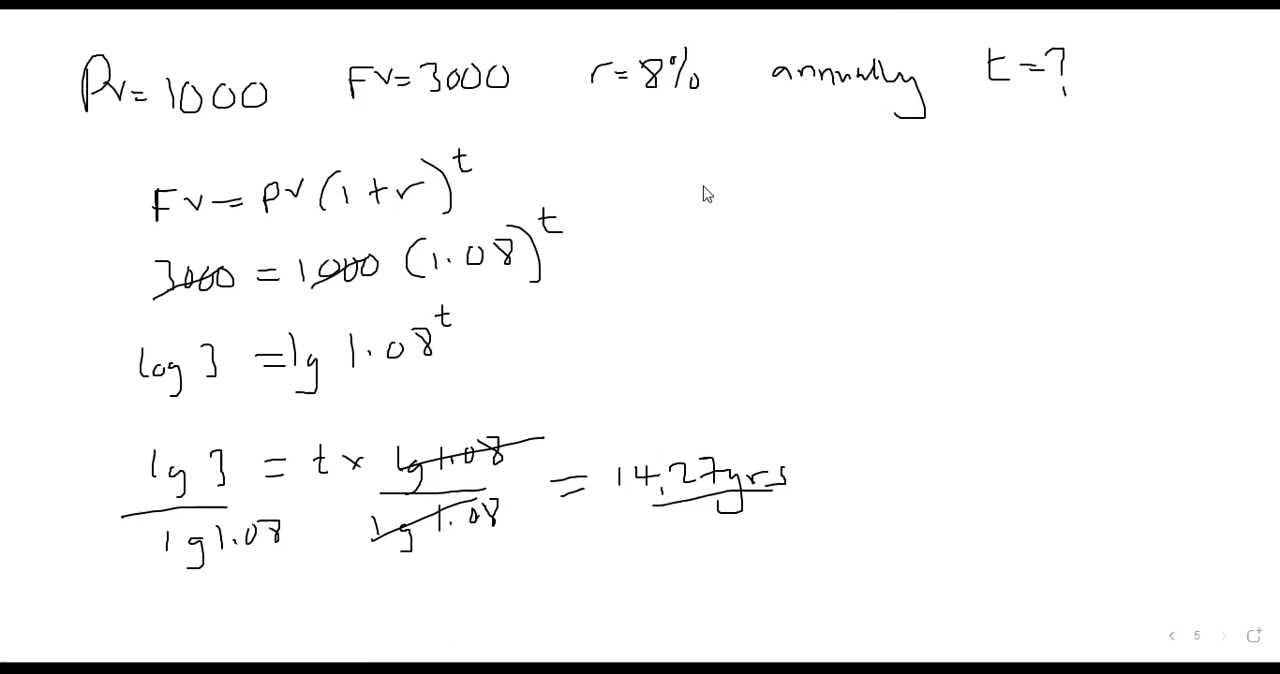 Pv= 1000 Fv= 3000 r= 8% annually t=?
Fv= PV (1+r)^t
3000 = 1000 (1.08)^t
log 3 = lg 1.08^t
lg 3 = t × lg 1.08 = 14.27yrs
lg 1.08 lg 1.08
< 5 >